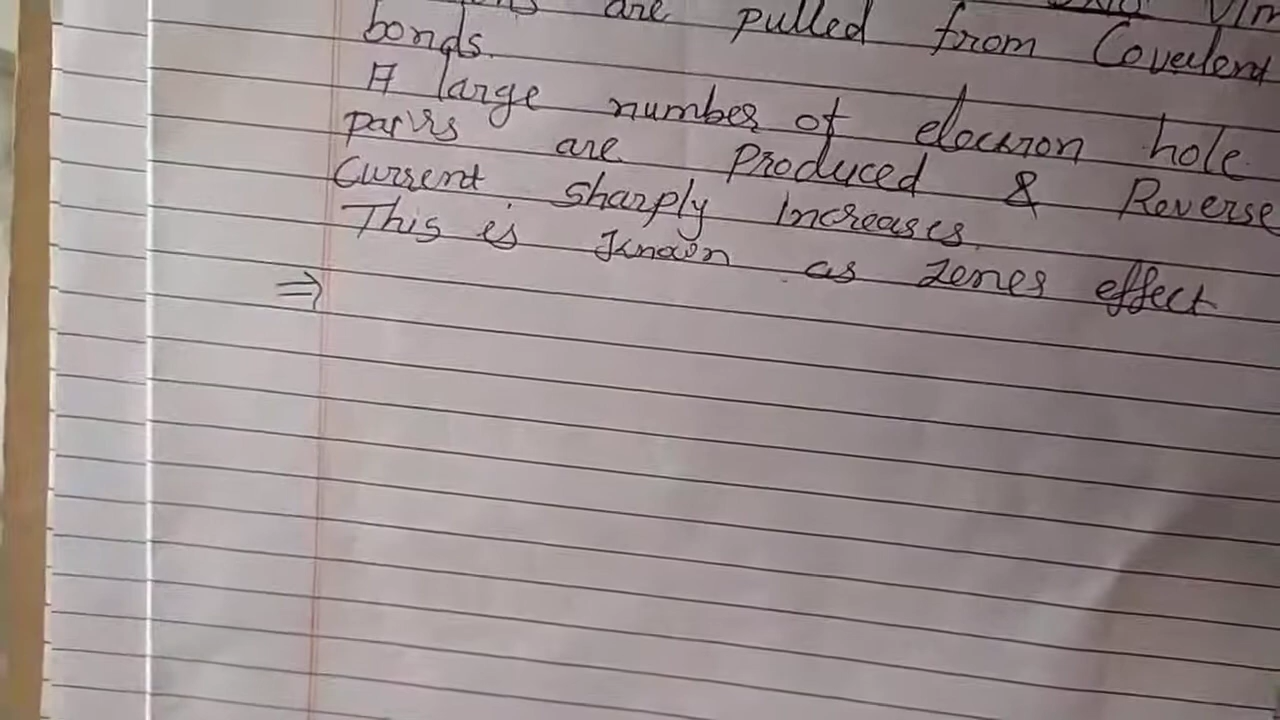 are pulled from Covalent
bonds.
A large number of electron hole
pairs are Produced & Reverse
Current sharply increases.
This is known as zener effect
⇒